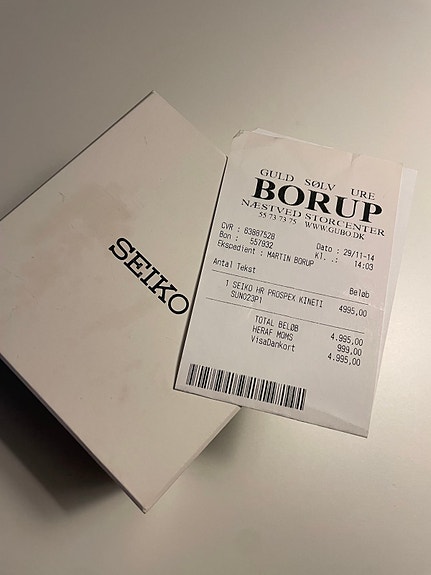 SEIKO
GULD SØLV URE
BORUP
NÆSTVED STORCENTER
55 73 73 75 WWW.GUBO.DK
CVR : 83887528 Dato : 29/11-14
Bon : 557932 Kl. .: 14:03
Ekspedient : MARTIN BORUP
Antal Tekst Beløb
1 SEIKO HR PROSPEX KINETI 4995,00
SUN023P1
TOTAL BELØB 4.995,00
HERAF MOMS 999,00
VisaDankort 4.995,00